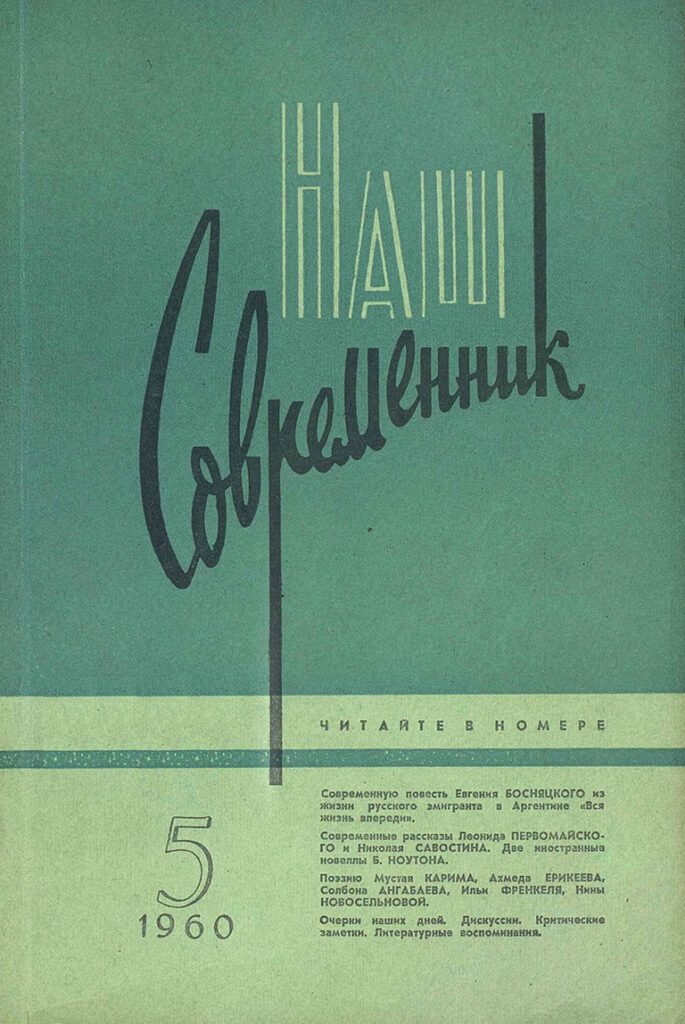 Наш
Современник
ЧИТАЙТЕ В НОМЕРЕ
Современную повесть Евгения БОСНЯЦКОГО из
жизни русского эмигранта в Аргентине «Вся
жизнь впереди».
Современные рассказы Леонида ПЕРВОМАЙСКО-
ГО и Николая САВОСТИНА. Две иностранные
новеллы Б. НОУТОНА.
Поэзию Мустая КАРИМА, Ахмеда ЕРИКЕЕВА,
Солбона АНГАБАЕВА, Ильи ФРЕНКЕЛЯ, Нины
НОВОСЕЛЬНОВОЙ.
Очерки наших дней. Дискуссии. Критические
заметки. Литературные воспоминания.
5
1960